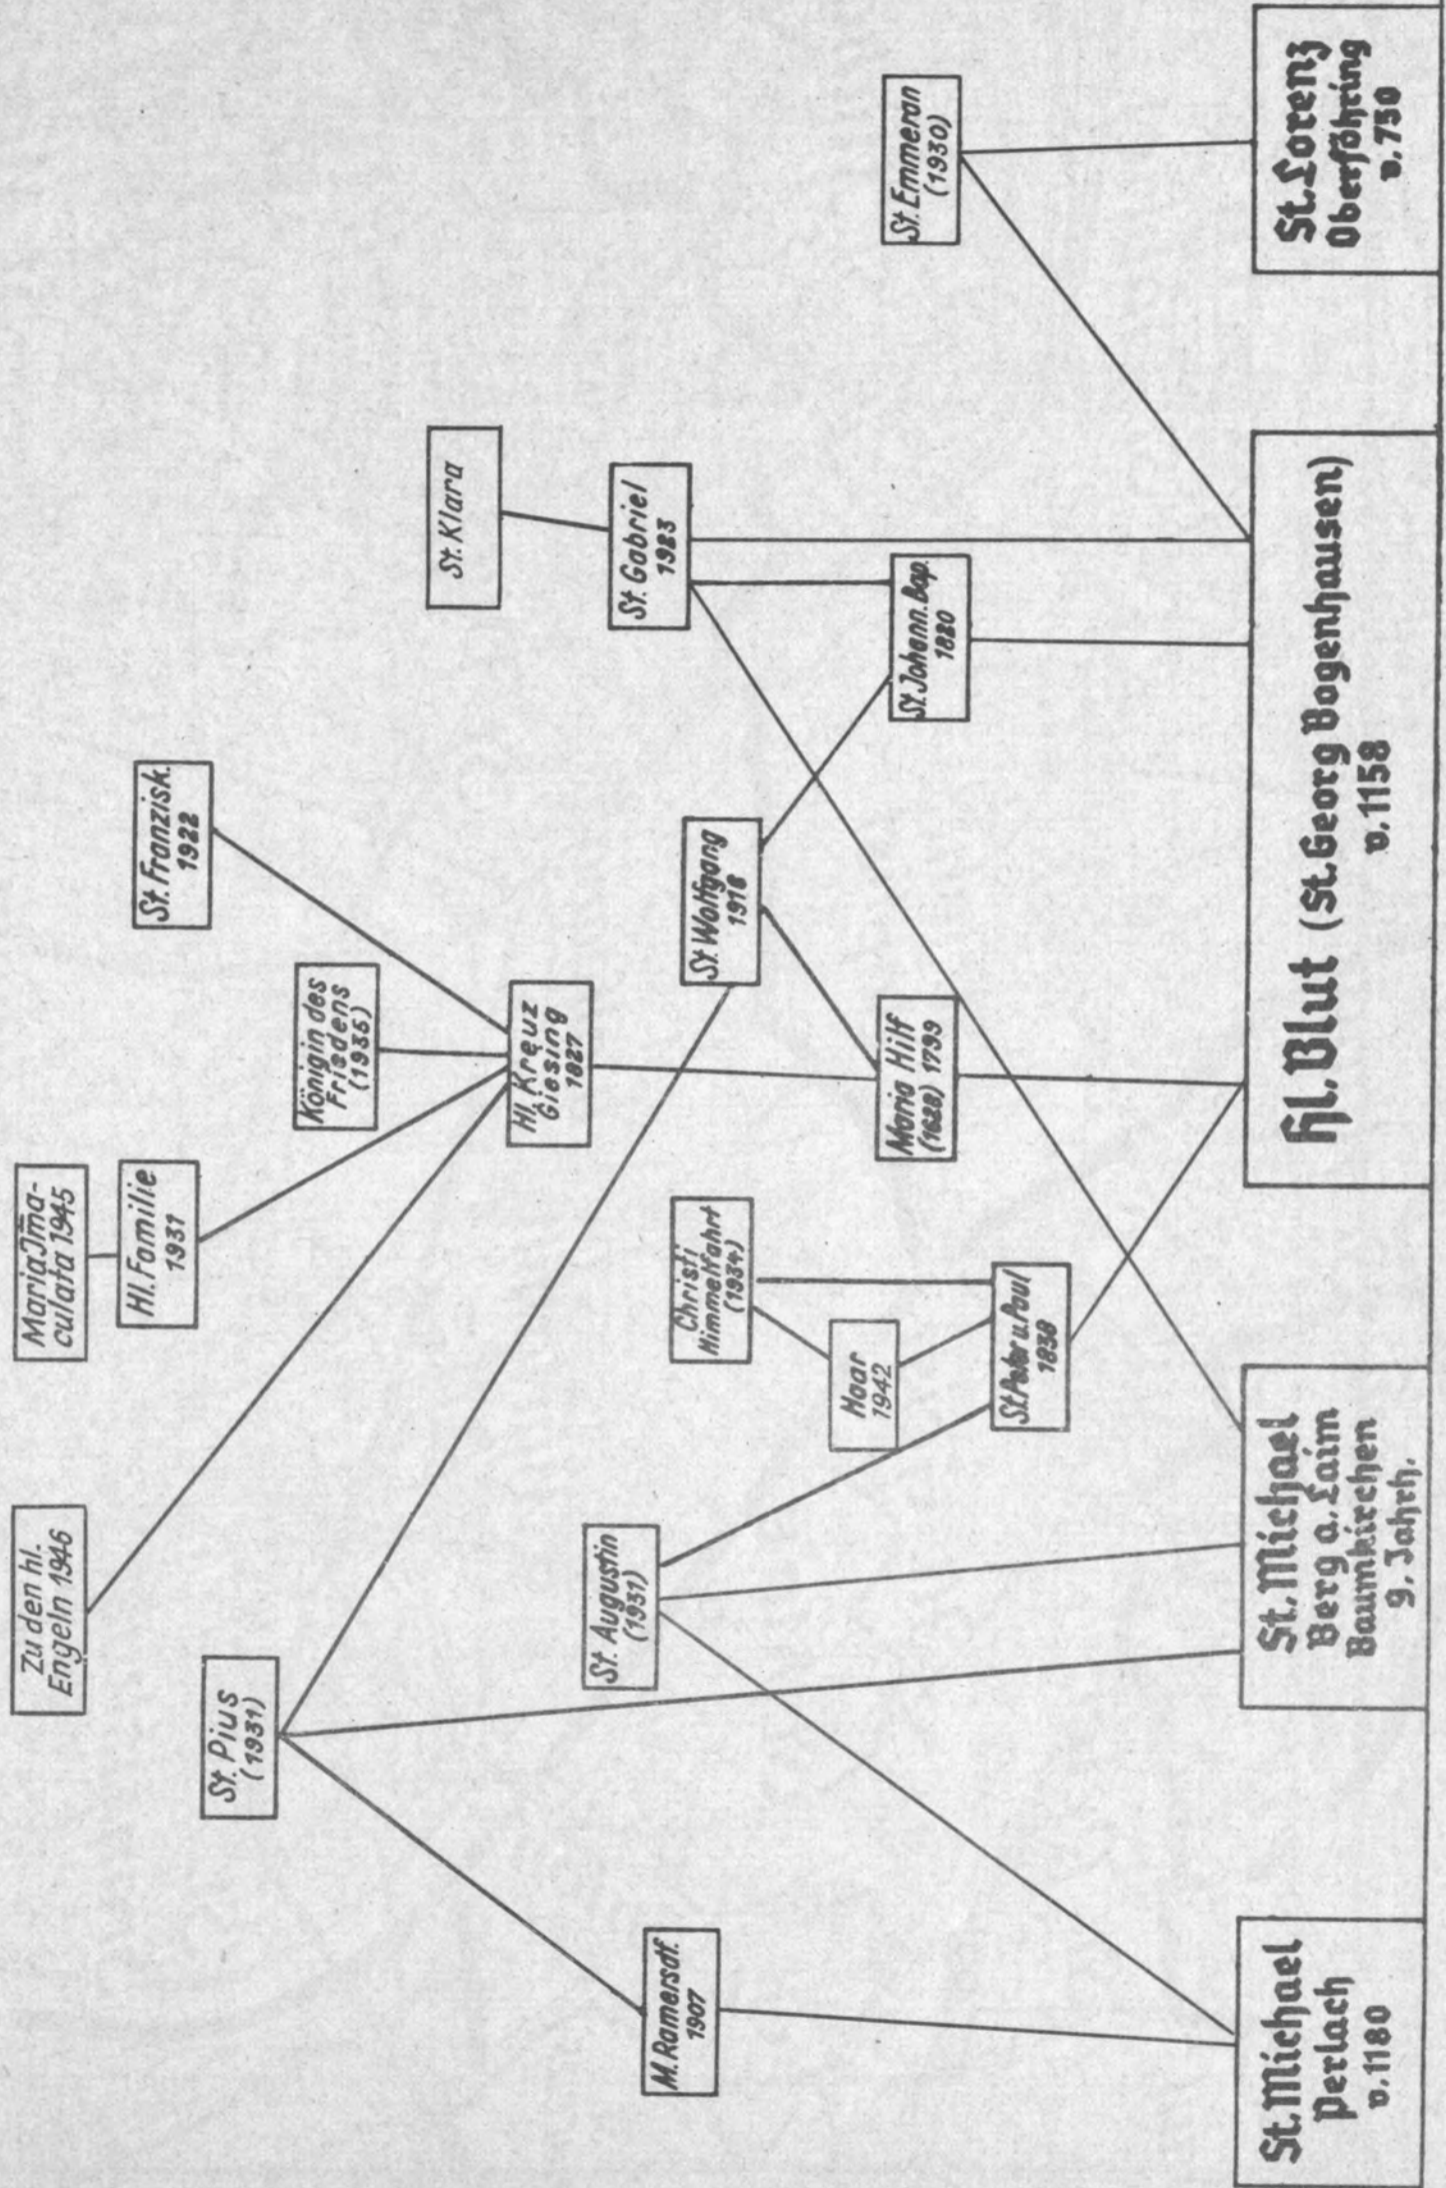 Zu den hl.
Engeln 1946
Maria Jm̄a-
culata 1945
Hl. Familie
1931
St. Franzisk.
1922
St. Pius
(1931)
Königin des
Friedens
(1935)
St. Klara
Hl. Kreuz
Giesing
1827
St. Augustin
(1931)
St. Gabriel
1923
M. Ramersdf.
1907
Christi
Himmelfahrt
(1934)
St. Wolfgang
1918
Haar
1942
Maria Hilf
(1628) 1799
St. Johann. Bap.
1820
St. Emmeran
(1930)
St. Peter u. Paul
1838
St. Michael
Perlach
v. 1180
St. Michael
Berg a. Laim
Baumkirchen
9. Jahrh.
Hl. Blut (St. Georg Bogenhausen)
v. 1158
St. Lorenz
Oberföhring
v. 750